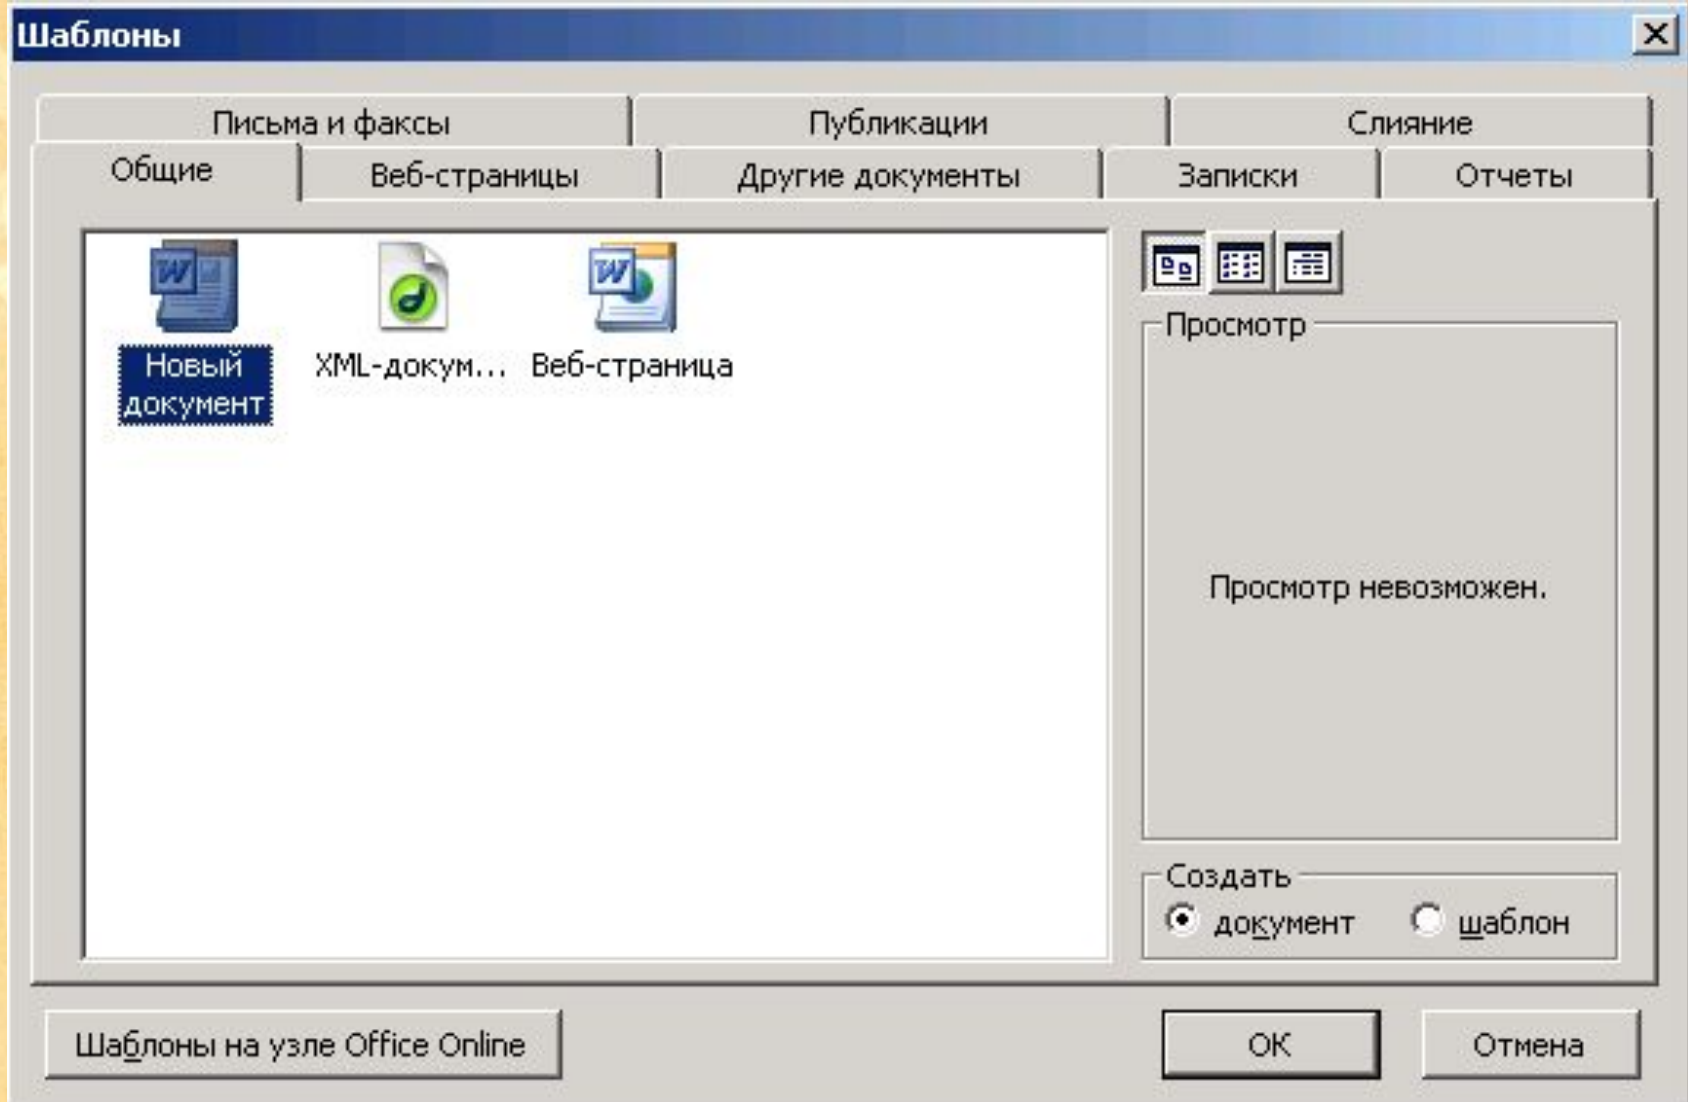 Шаблоны
Письма и факсы Публикации Слияние
Общие Веб-страницы Другие документы Записки Отчеты
Новый документ
XML-докум...
Веб-страница
Просмотр
Просмотр невозможен.
Создать
документ шаблон
Шаблоны на узле Office Online ОК Отмена